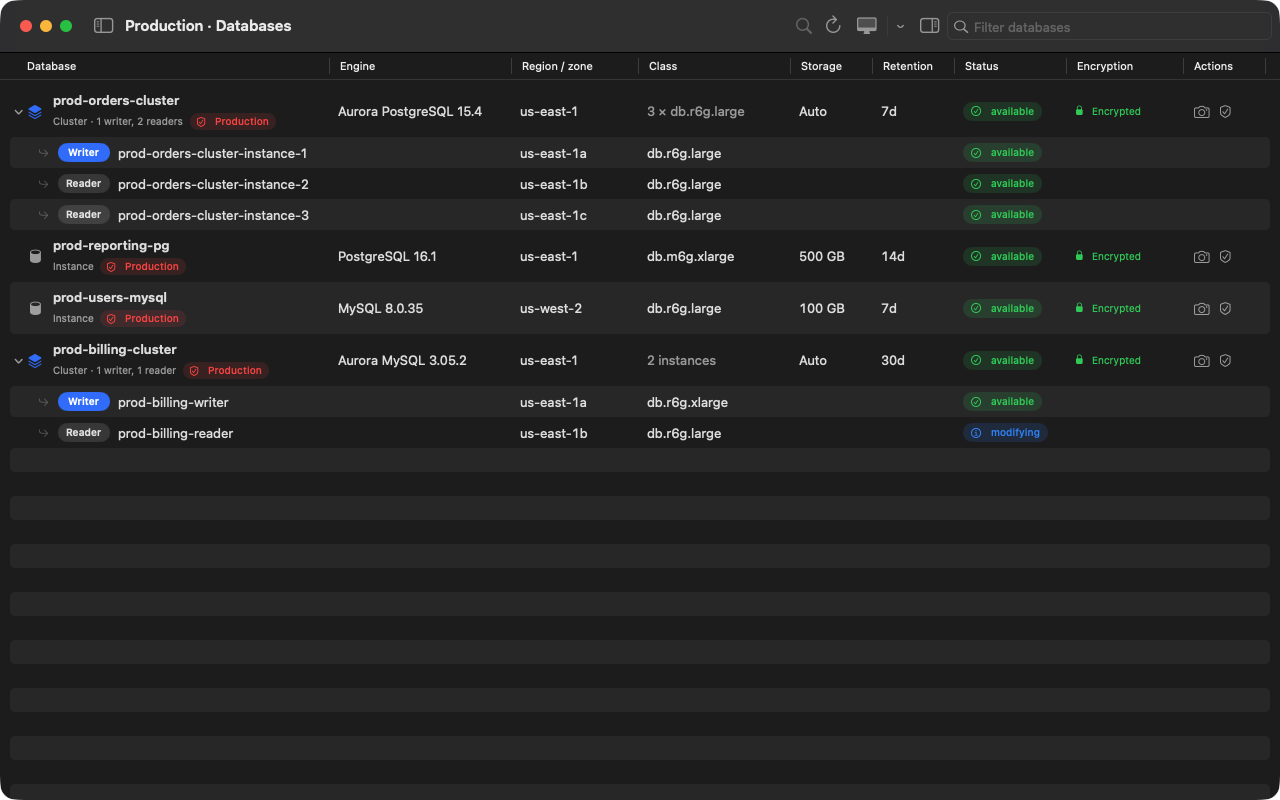 Production · Databases
Filter databases
Database Engine Region / zone Class Storage Retention Status Encryption Actions
prod-orders-cluster
Cluster · 1 writer, 2 readers Production
Aurora PostgreSQL 15.4 us-east-1 3 × db.r6g.large Auto 7d available Encrypted
Writer prod-orders-cluster-instance-1 us-east-1a db.r6g.large available
Reader prod-orders-cluster-instance-2 us-east-1b db.r6g.large available
Reader prod-orders-cluster-instance-3 us-east-1c db.r6g.large available
prod-reporting-pg
Instance Production
PostgreSQL 16.1 us-east-1 db.m6g.xlarge 500 GB 14d available Encrypted
prod-users-mysql
Instance Production
MySQL 8.0.35 us-west-2 db.r6g.large 100 GB 7d available Encrypted
prod-billing-cluster
Cluster · 1 writer, 1 reader Production
Aurora MySQL 3.05.2 us-east-1 2 instances Auto 30d available Encrypted
Writer prod-billing-writer us-east-1a db.r6g.xlarge available
Reader prod-billing-reader us-east-1b db.r6g.large modifying